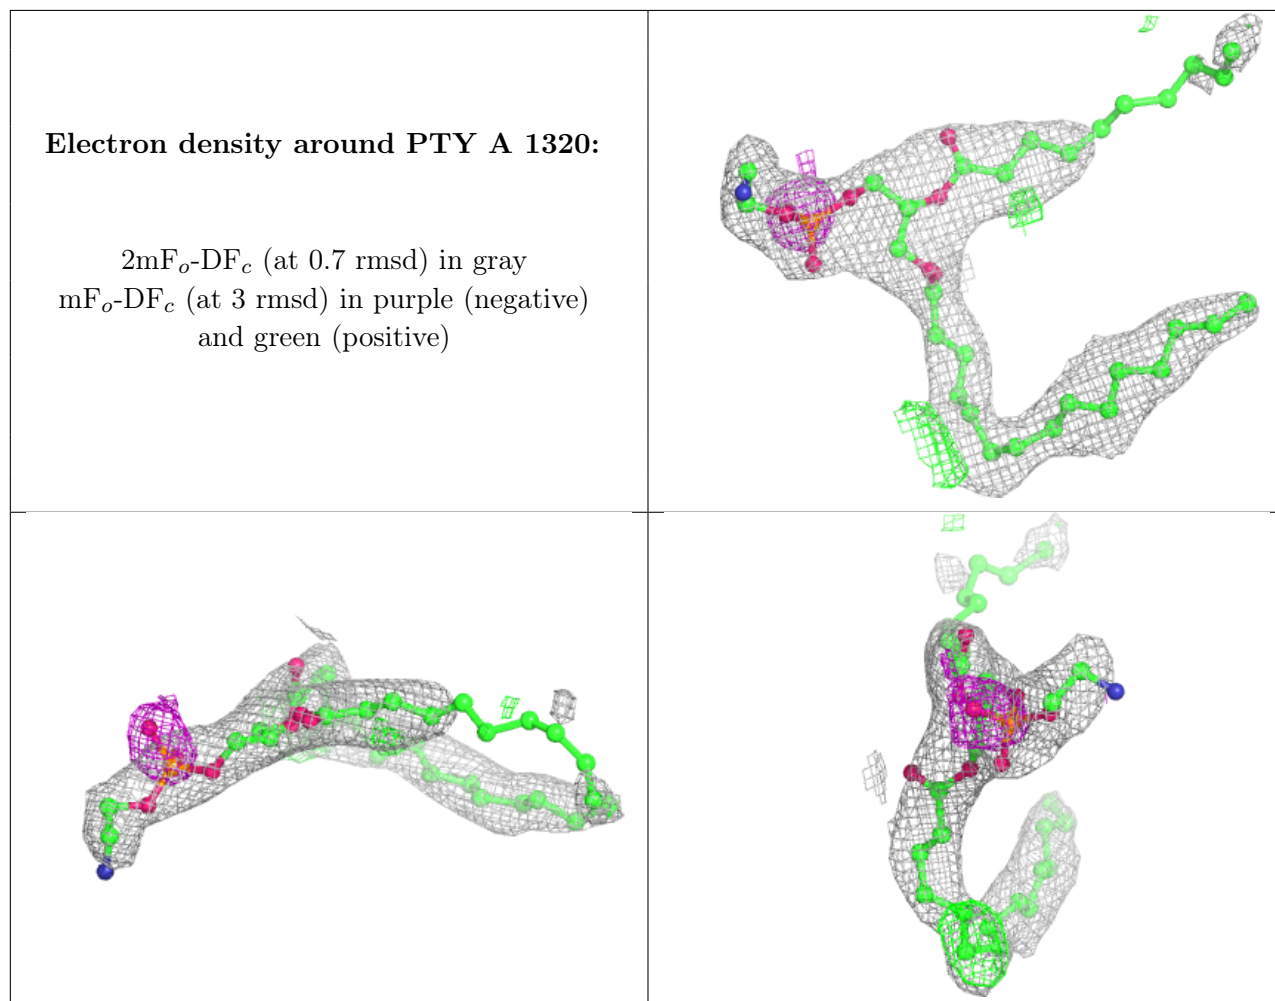 Electron density around PTY A 1320:
2mFₒ-DF𝒸 (at 0.7 rmsd) in gray
mFₒ-DF𝒸 (at 3 rmsd) in purple (negative)
and green (positive)